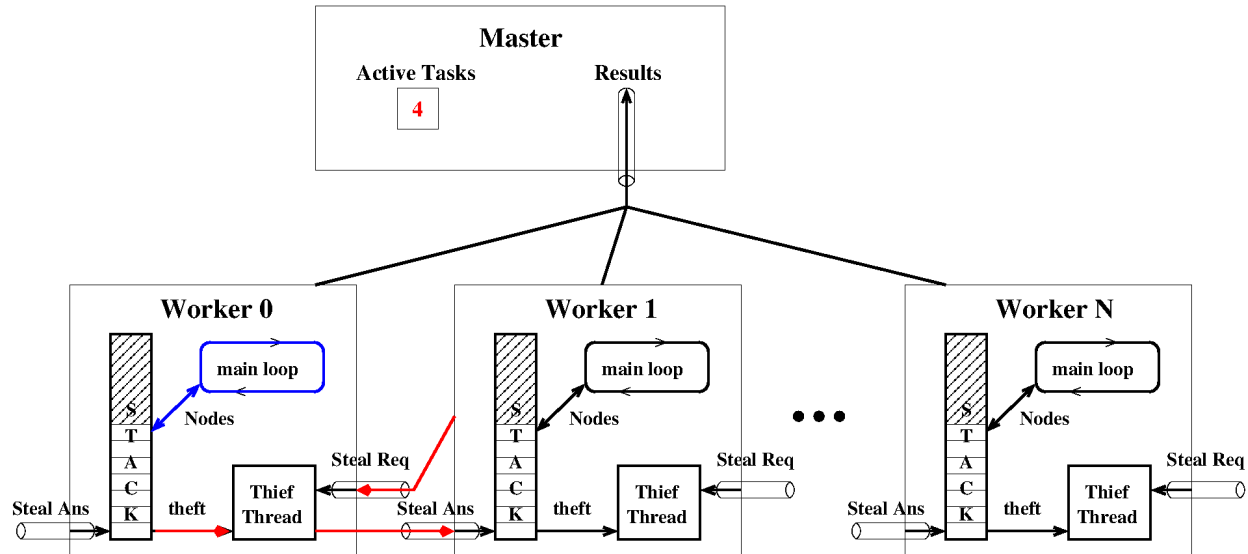 Master
Active Tasks
Results
4
Worker 0
main loop
Nodes
S
T
A
C
K
Steal Req
Thief
Thread
theft
Steal Ans
Worker 1
main loop
Nodes
S
T
A
C
K
Steal Req
Thief
Thread
theft
Steal Ans
Worker N
main loop
Nodes
S
T
A
C
K
Steal Req
Thief
Thread
theft
Steal Ans